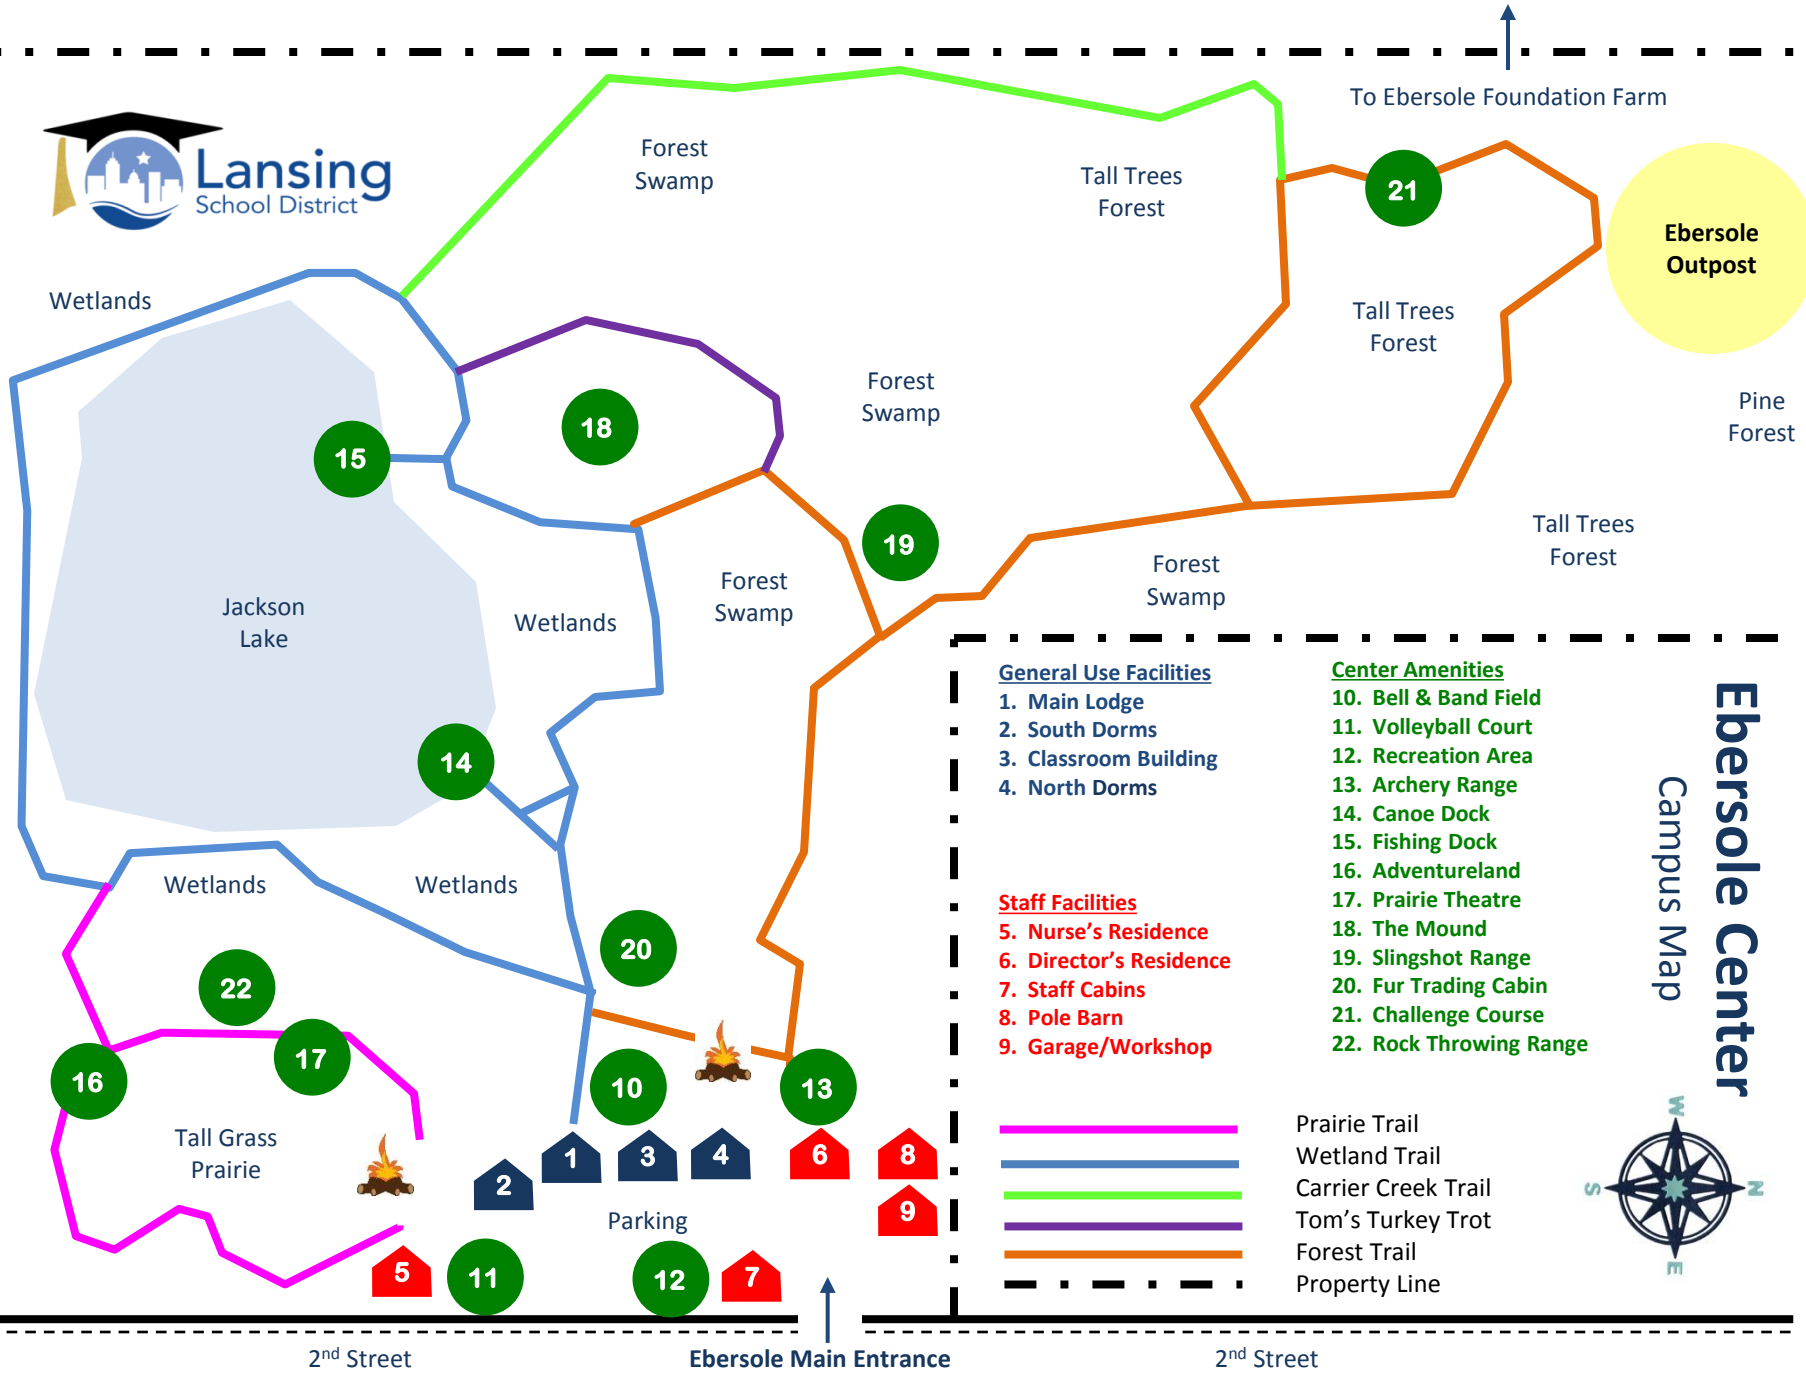 To Ebersole Foundation Farm
Lansing
School District
Forest
Swamp
Tall Trees
Forest
21
Ebersole
Outpost
Wetlands
Tall Trees
Forest
Forest
Swamp
18
15
Pine
Forest
19
Tall Trees
Forest
Forest
Swamp
Forest
Swamp
Jackson
Lake
Wetlands
14
Wetlands
Wetlands
20
22
17
16
10
13
Tall Grass
Prairie
1
3
4
6
8
2
9
Parking
5
11
12
7
General Use Facilities
1. Main Lodge
2. South Dorms
3. Classroom Building
4. North Dorms
Staff Facilities
5. Nurse's Residence
6. Director's Residence
7. Staff Cabins
8. Pole Barn
9. Garage/Workshop
Center Amenities
10. Bell & Band Field
11. Volleyball Court
12. Recreation Area
13. Archery Range
14. Canoe Dock
15. Fishing Dock
16. Adventureland
17. Prairie Theatre
18. The Mound
19. Slingshot Range
20. Fur Trading Cabin
21. Challenge Course
22. Rock Throwing Range
Ebersole Center
Campus Map
Prairie Trail
Wetland Trail
Carrier Creek Trail
Tom's Turkey Trot
Forest Trail
Property Line
W
N
S
E
2nd Street
Ebersole Main Entrance
2nd Street